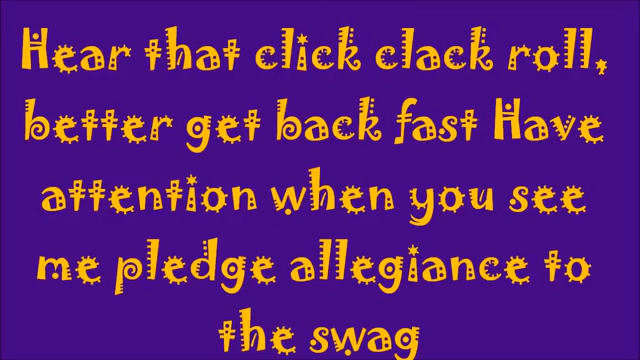 Hear that click clack roll,
better get back fast Have
attention when you see
me pledge allegiance to
the swag